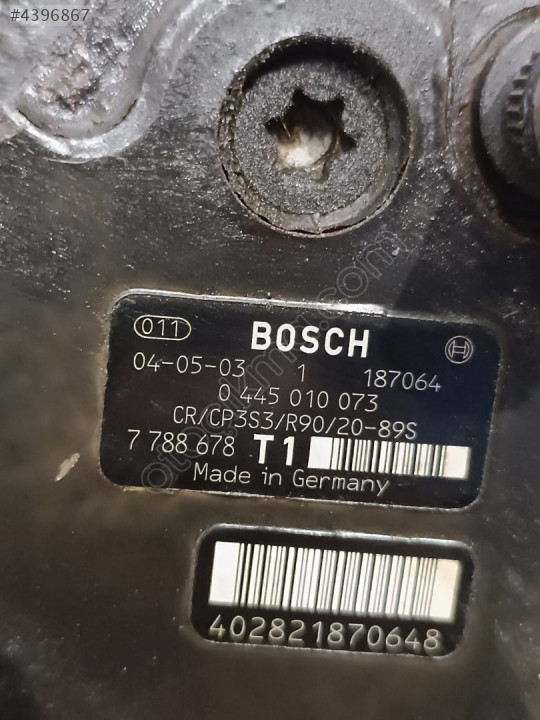 #4396867
011 BOSCH
04-05-03 1 187064
0 445 010 073
CR/CP3S3/R90/20-89S
7 788 678 T1
Made in Germany
402821870648